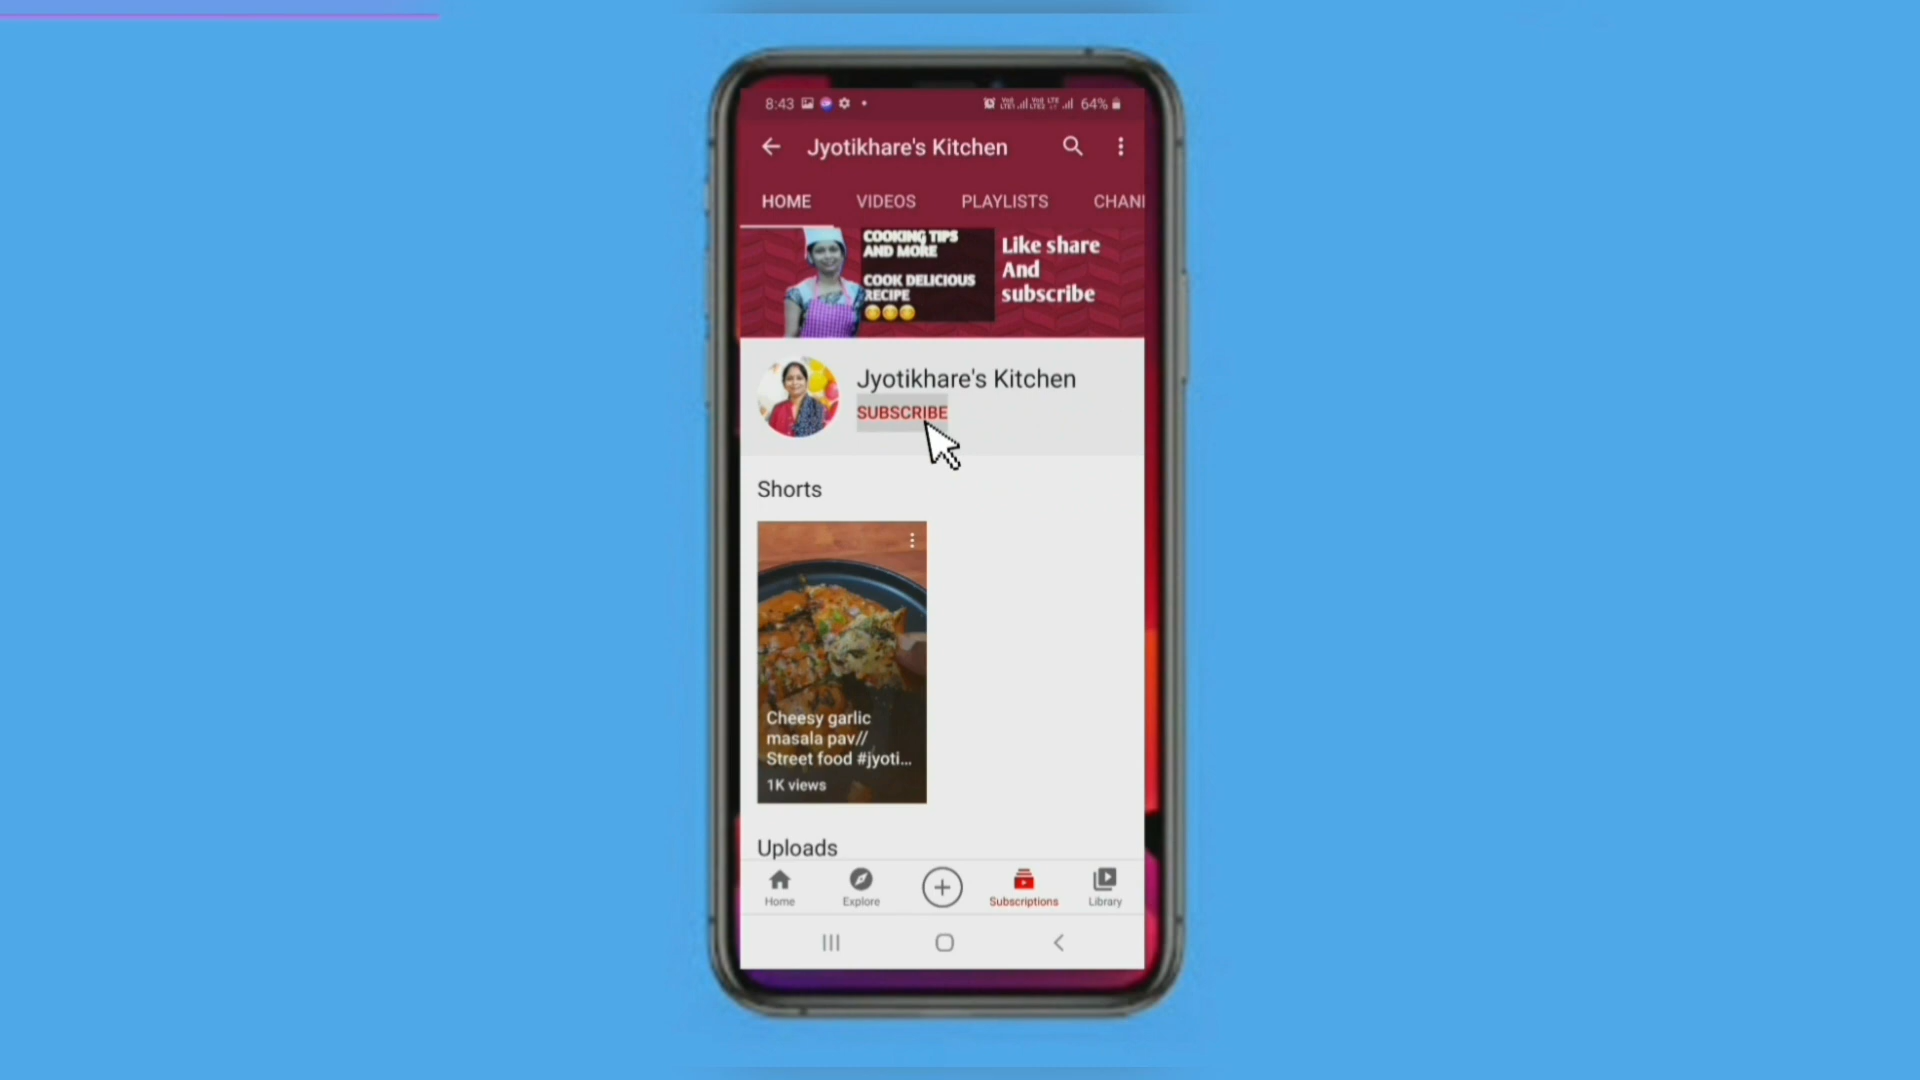 8:43 64%
Jyotikhare's Kitchen
HOME VIDEOS PLAYLISTS CHAN
COOKING TIPS
AND MORE
COOK DELICIOUS
RECIPE
Like share
And
subscribe
Jyotikhare's Kitchen
SUBSCRIBE
Shorts
Cheesy garlic
masala pav//
Street food #jyoti...
1K views
Uploads
Home Explore Subscriptions Library